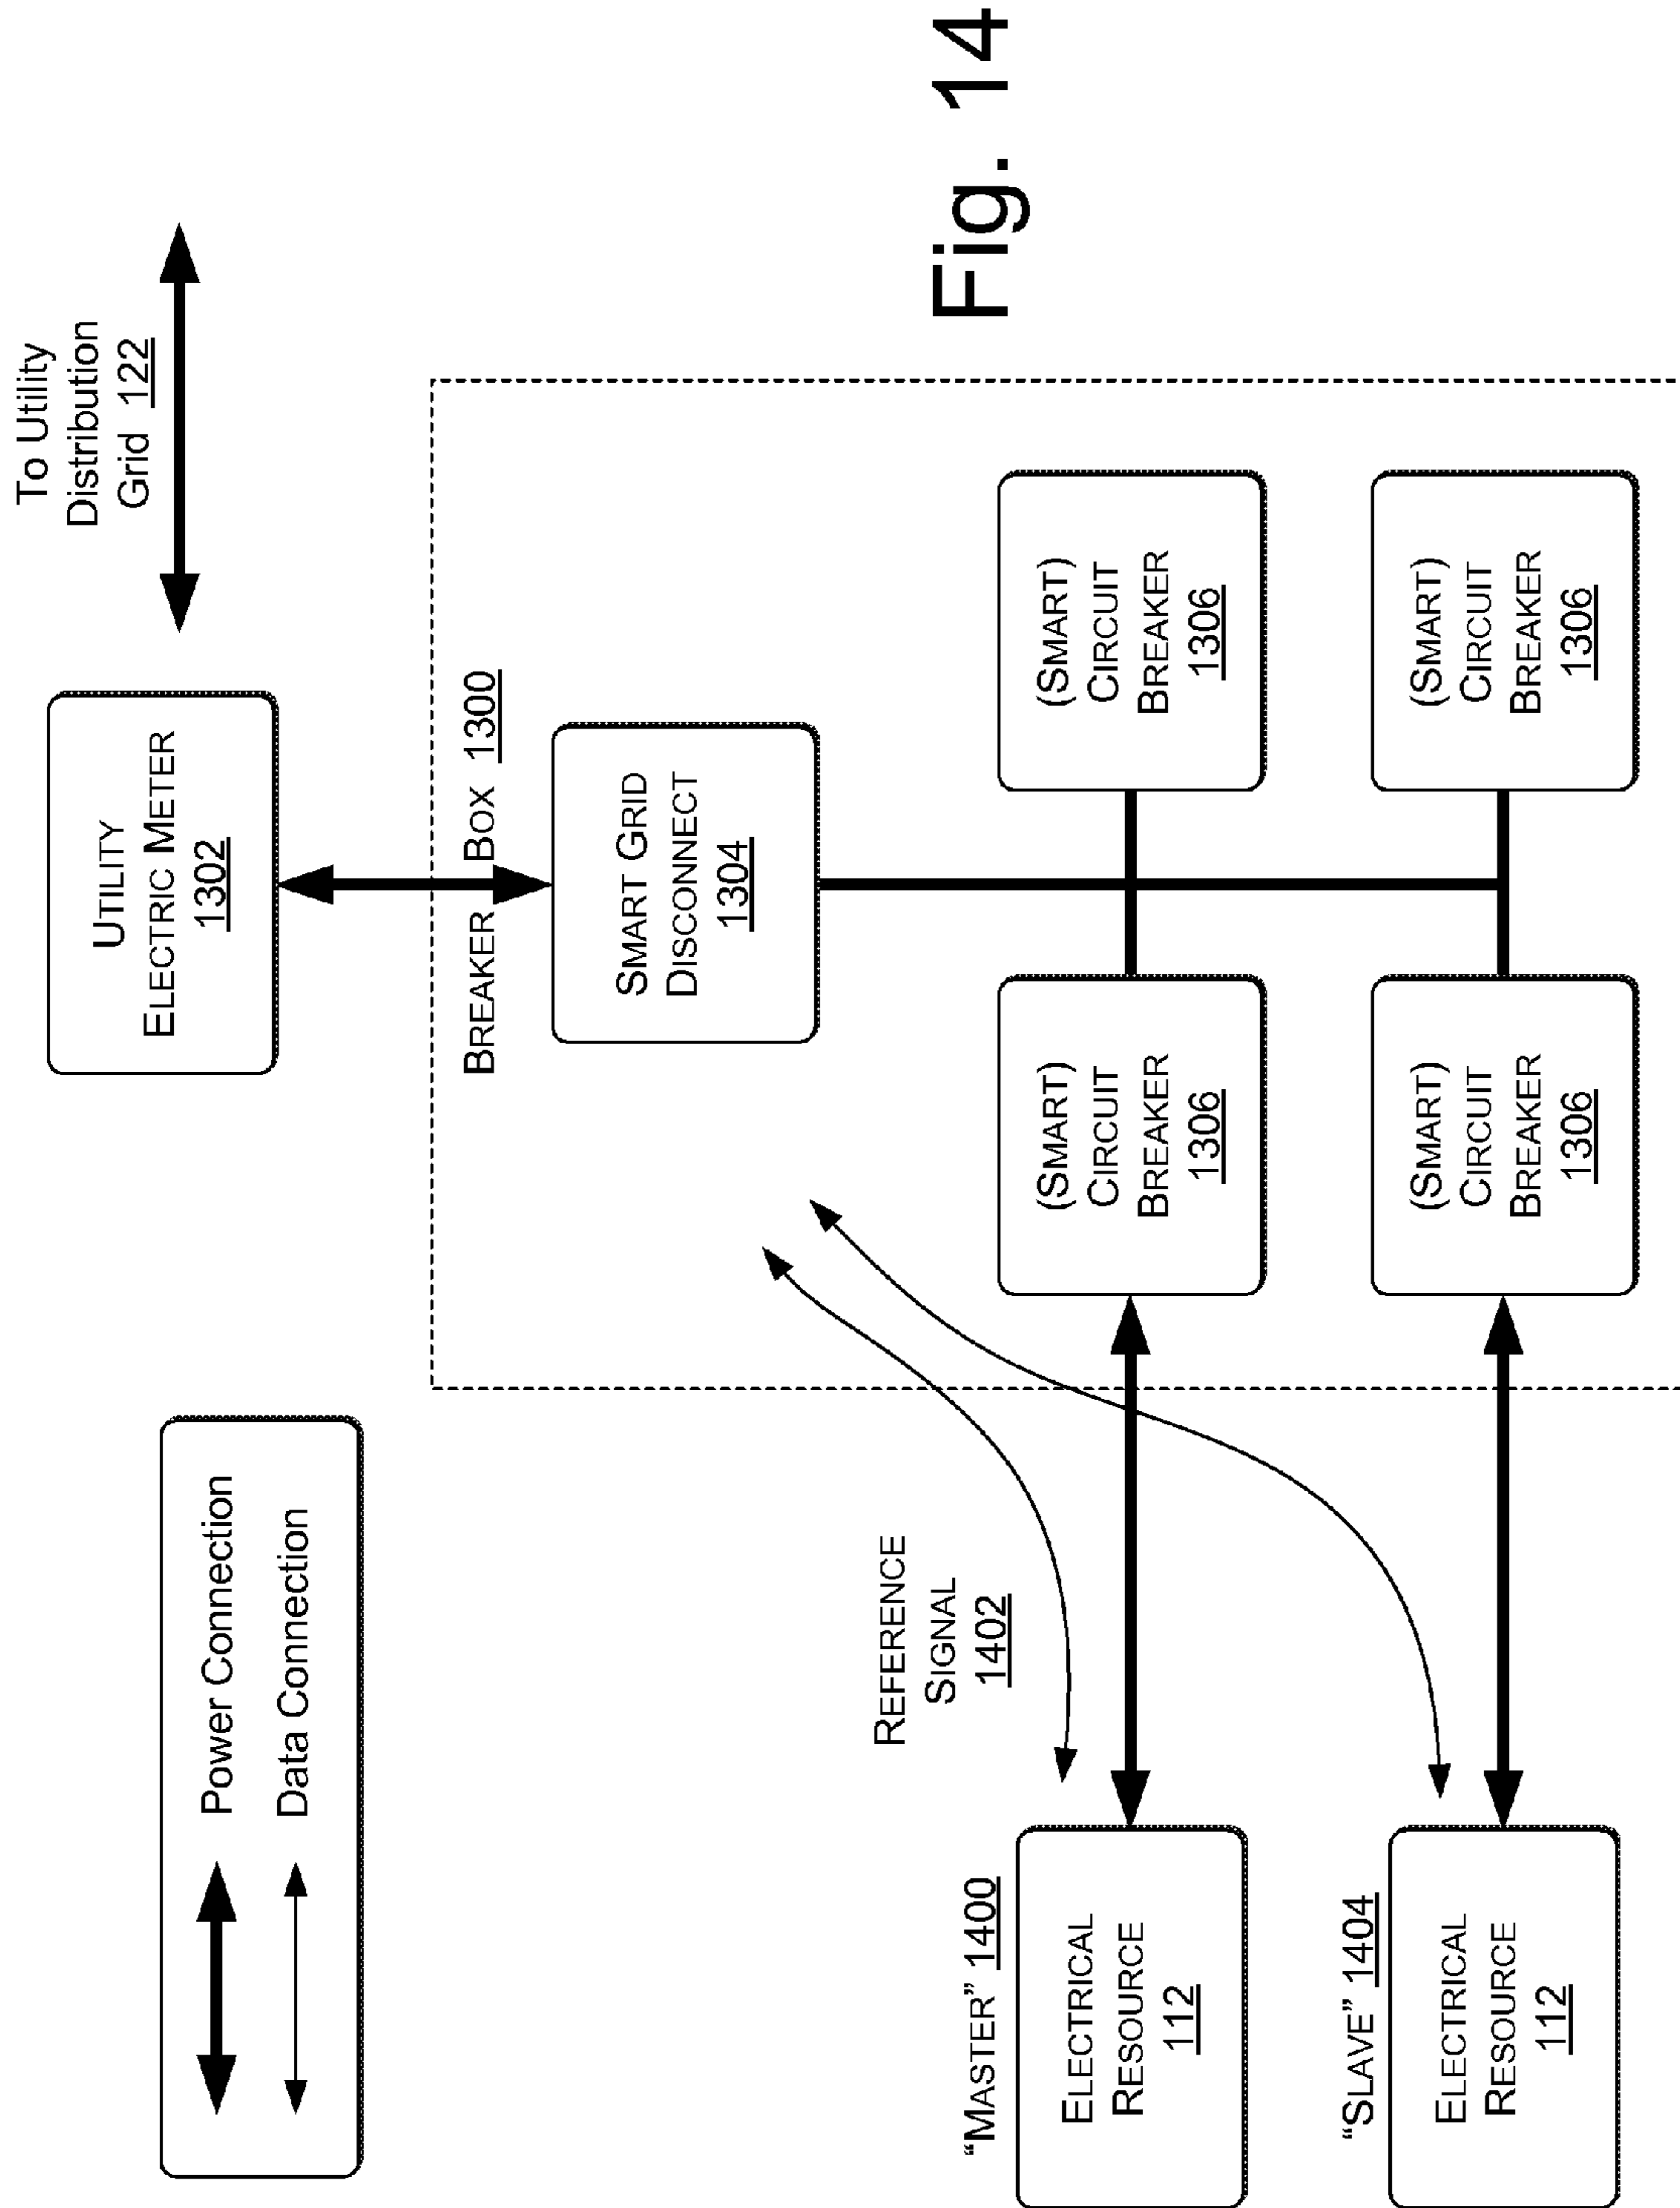 To Utility
Distribution
Grid 122
UTILITY
ELECTRIC METER
1302
Power Connection
Data Connection
BREAKER BOX 1300
SMART GRID
DISCONNECT
1304
REFERENCE
SIGNAL
1402
"MASTER" 1400
ELECTRICAL
RESOURCE
112
(SMART)
CIRCUIT
BREAKER
1306
(SMART)
CIRCUIT
BREAKER
1306
"SLAVE" 1404
ELECTRICAL
RESOURCE
112
(SMART)
CIRCUIT
BREAKER
1306
(SMART)
CIRCUIT
BREAKER
1306
Fig. 14